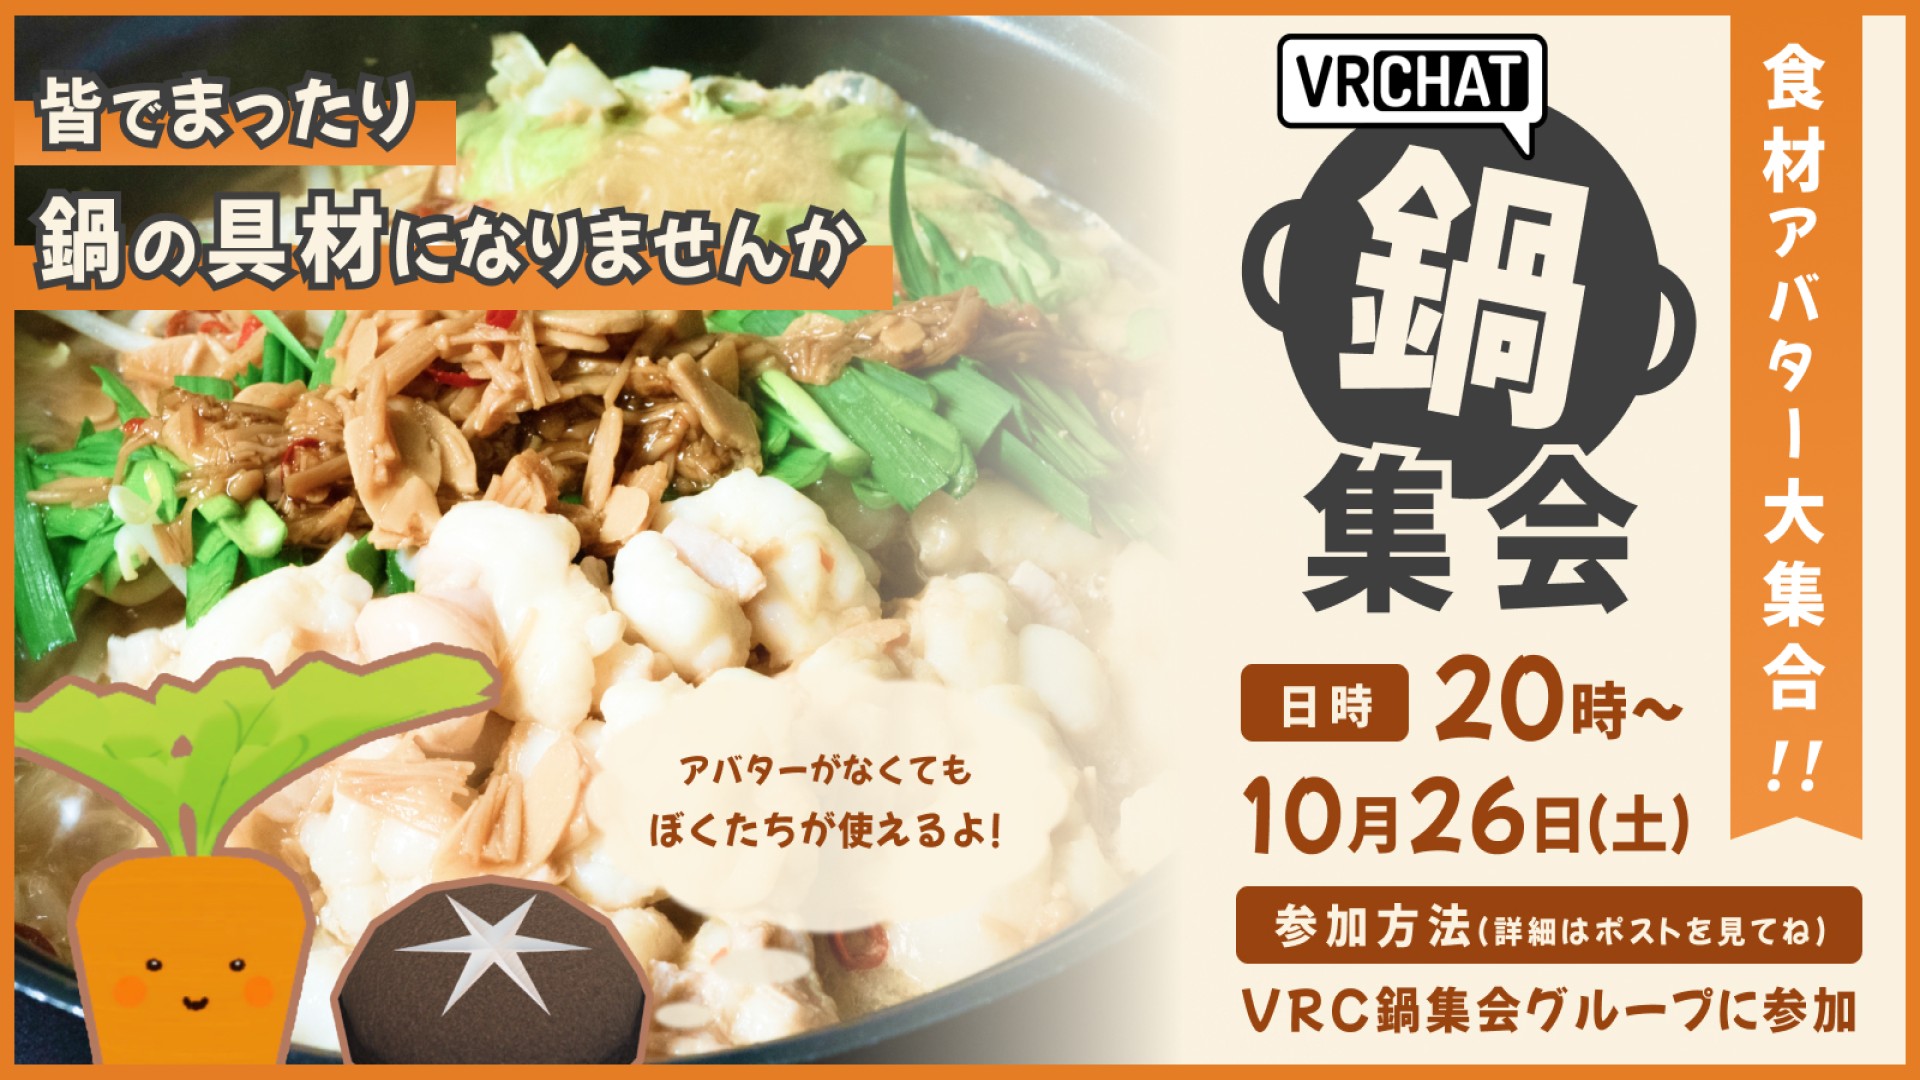 皆でまったり
鍋の具材になりませんか
アバターがなくても
ぼくたちが使えるよ!
VRCHAT
鍋
集会
日時 20時～
10月26日(土)
参加方法(詳細はポストを見てね)
VRC鍋集会グループに参加
食材アバター大集合!!